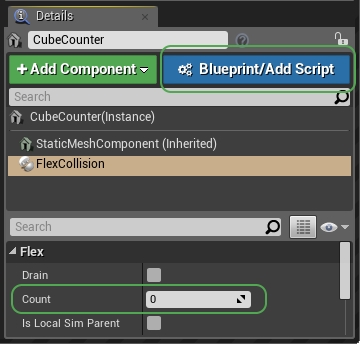 Details
CubeCounter
+ Add Component
Blueprint/Add Script
Search
CubeCounter(Instance)
StaticMeshComponent (Inherited)
FlexCollision
Search
Flex
Drain
Count 0
Is Local Sim Parent